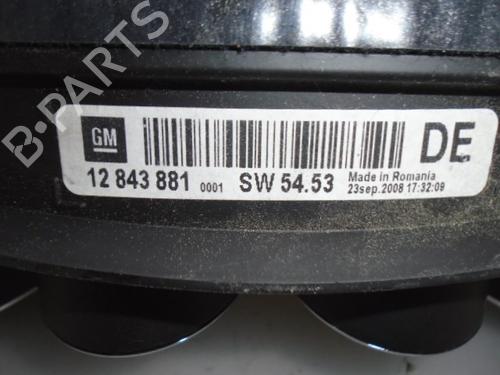 B-PARTS
GM
DE
12 843 881 0001 SW 54.53 Made in Romania
23sep.2008 17:32:09